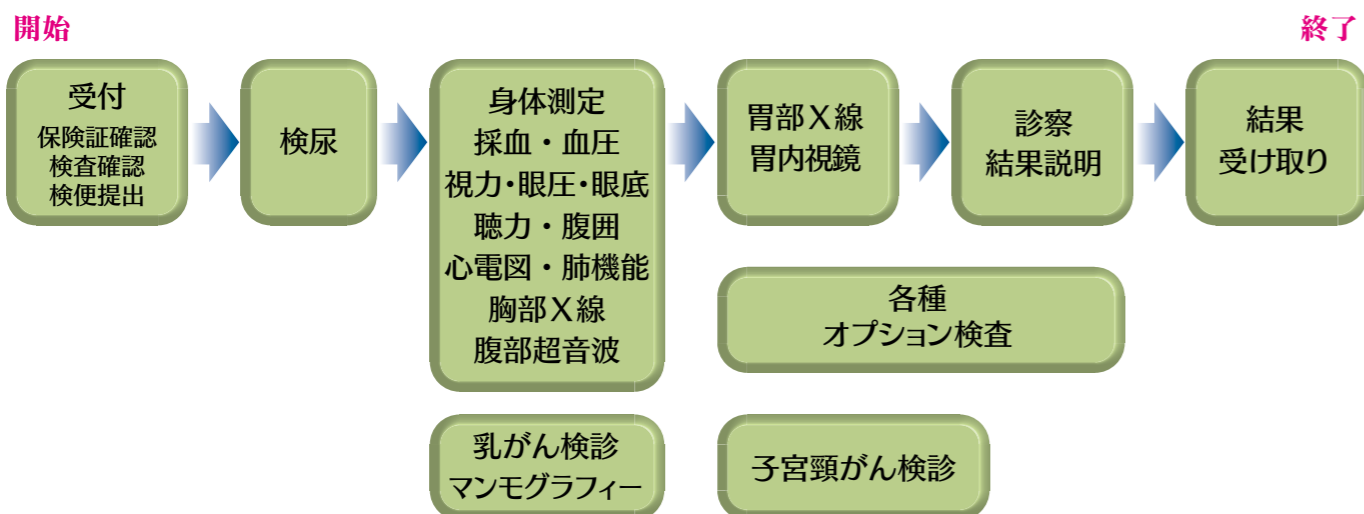 開始
終了
受付
保険証確認
検査確認
検便提出
検尿
身体測定
採血・血圧
視力・眼圧・眼底
聴力・腹囲
心電図・肺機能
胸部X線
腹部超音波
胃部X線
胃内視鏡
診察
結果説明
結果
受け取り
各種
オプション検査
乳がん検診
マンモグラフィー
子宮頸がん検診